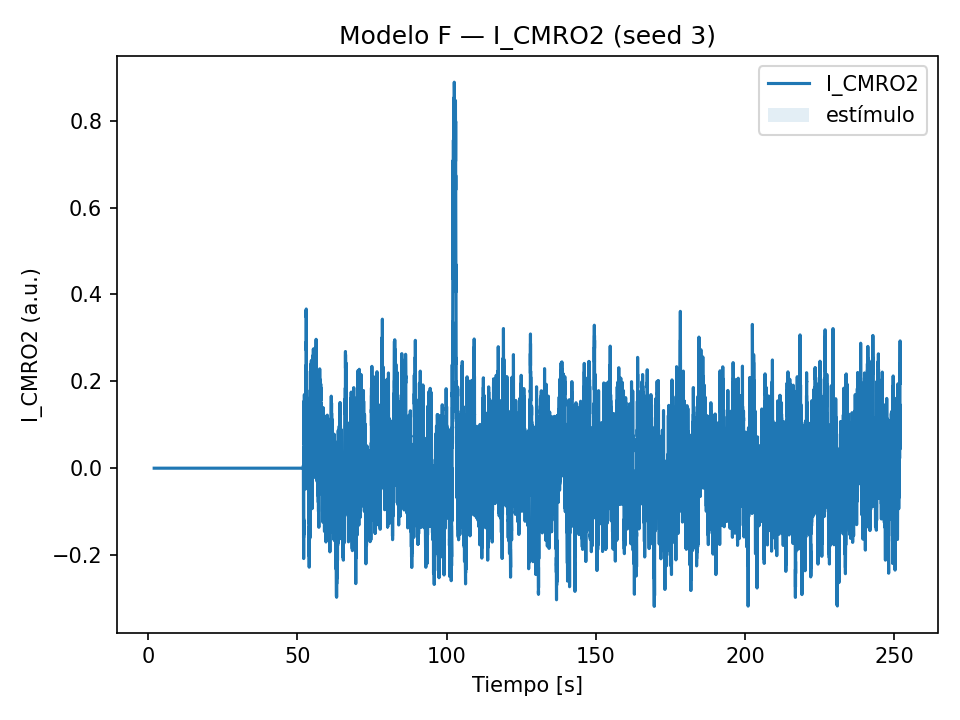 Modelo F — I_CMRO2 (seed 3)
I_CMRO2
estímulo
0.8
0.6
0.4
0.2
0.0
−0.2
I_CMRO2 (a.u.)
0
50
100
150
200
250
Tiempo [s]